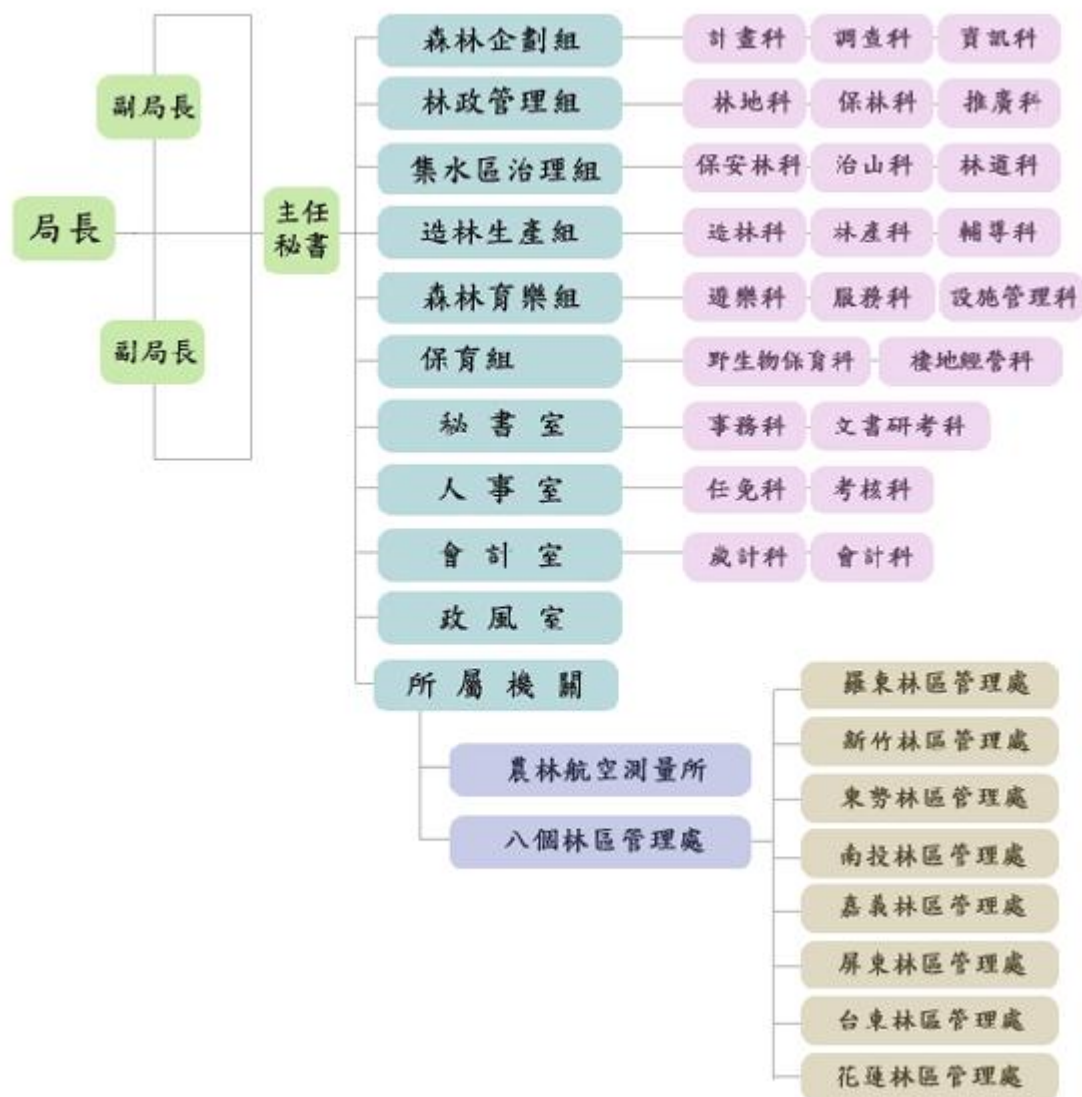 局長
副局長
副局長
主任
秘書
森林企劃組 計畫科 調查科 資訊科
林政管理組 林地科 保林科 推廣科
集水區治理組 保安林科 治山科 林道科
造林生產組 造林科 林產科 輔導科
森林育樂組 遊樂科 服務科 設施管理科
保育組 野生物保育科 棲地經營科
秘書室 事務科 文書研考科
人事室 任免科 考核科
會計室 歲計科 會計科
政風室
所屬機關
農林航空測量所
八個林區管理處
羅東林區管理處
新竹林區管理處
東勢林區管理處
南投林區管理處
嘉義林區管理處
屏東林區管理處
台東林區管理處
花蓮林區管理處